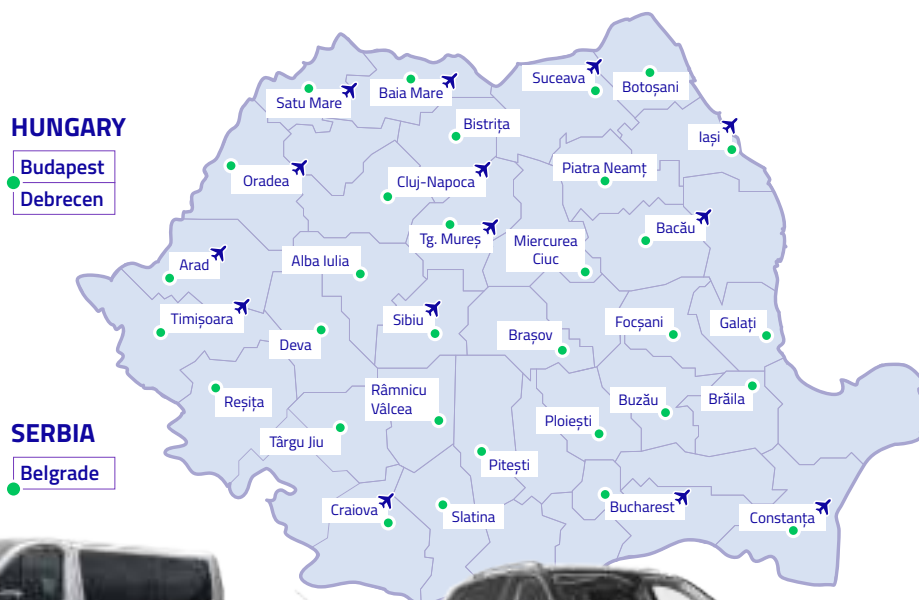 HUNGARY
Budapest
Debrecen
SERBIA
Belgrade
Satu Mare
Baia Mare
Suceava
Botoșani
Bistrița
Iași
Oradea
Cluj-Napoca
Piatra Neamț
Tg. Mureș
Miercurea
Ciuc
Bacău
Arad
Alba Iulia
Timișoara
Deva
Sibiu
Brașov
Focșani
Galați
Reșița
Râmnicu
Vâlcea
Târgu Jiu
Ploiești
Buzău
Brăila
Pitești
Craiova
Slatina
Bucharest
Constanța